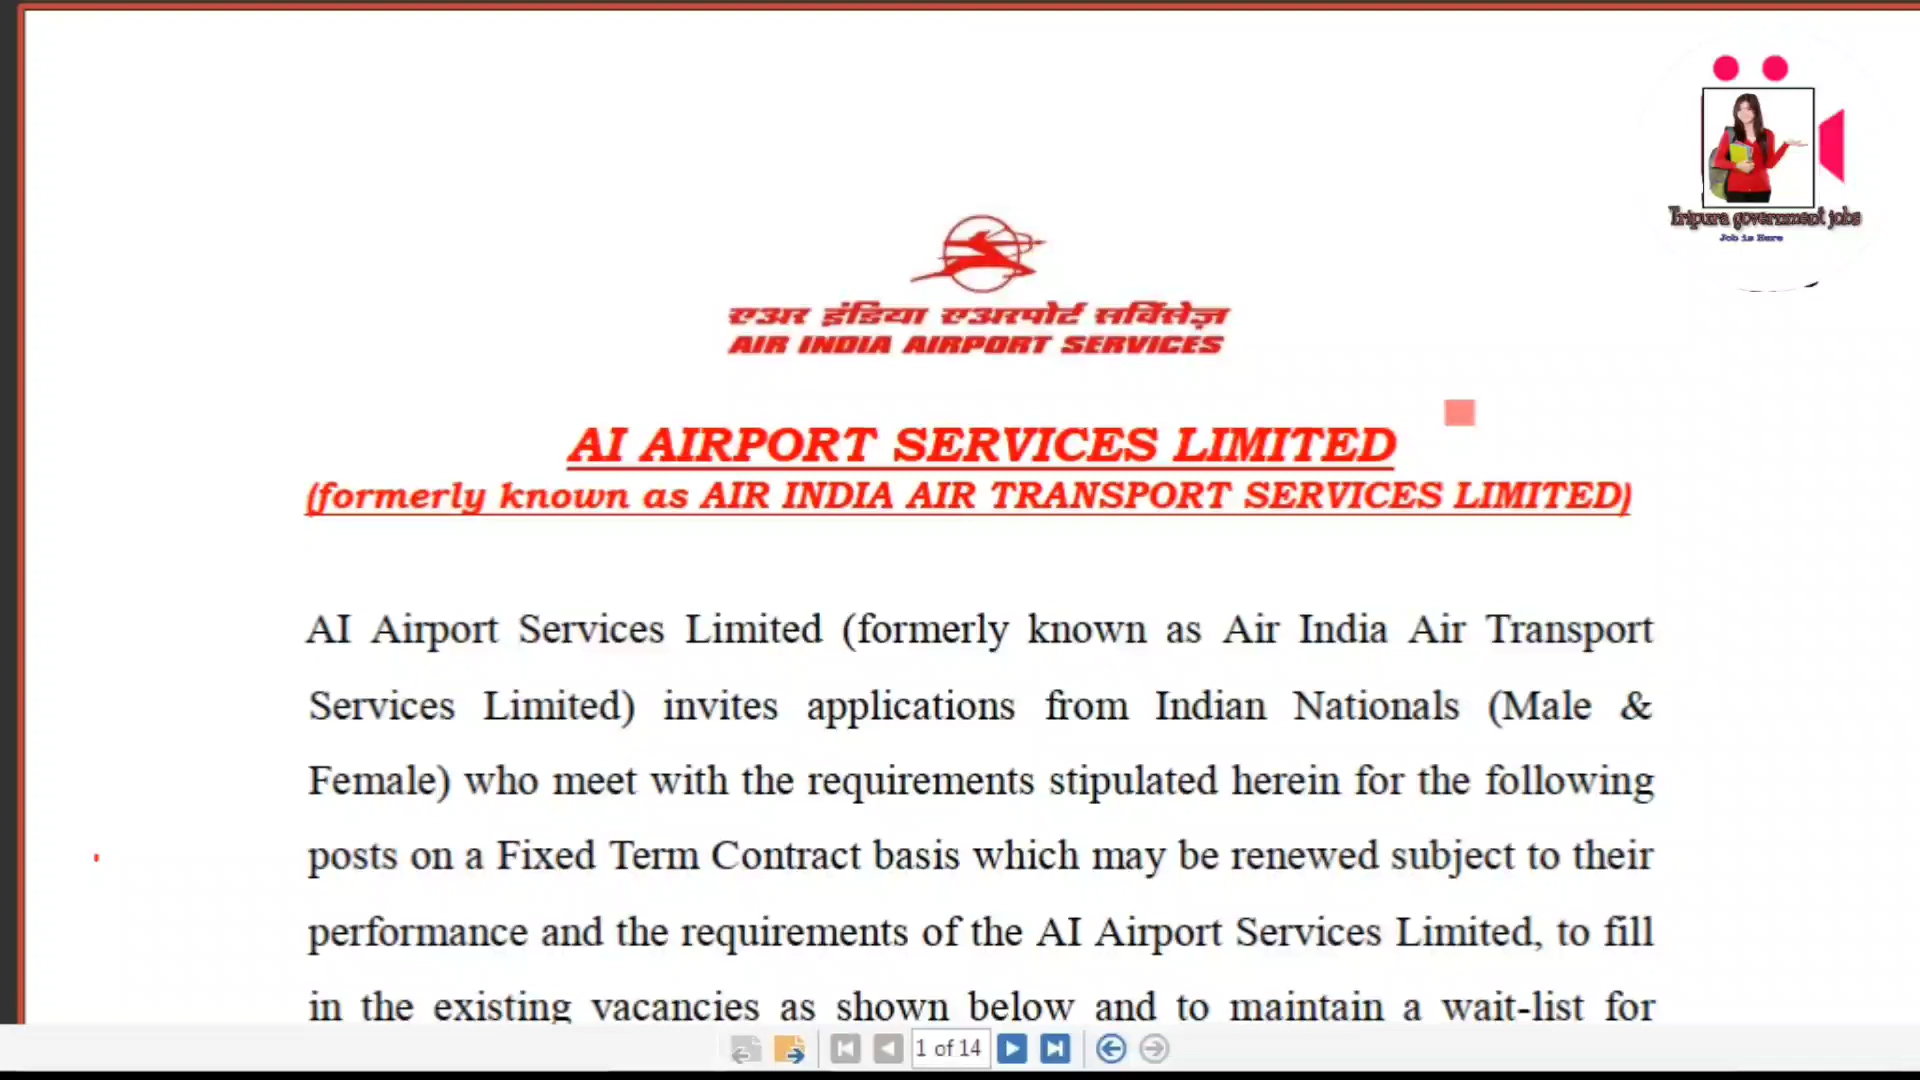 Tripura government jobs
Job is Here
एअर इंडिया एअरपोर्ट सर्विसेज़
AIR INDIA AIRPORT SERVICES
AI AIRPORT SERVICES LIMITED
(formerly known as AIR INDIA AIR TRANSPORT SERVICES LIMITED)
AI Airport Services Limited (formerly known as Air India Air Transport
Services Limited) invites applications from Indian Nationals (Male &
Female) who meet with the requirements stipulated herein for the following
posts on a Fixed Term Contract basis which may be renewed subject to their
performance and the requirements of the AI Airport Services Limited, to fill
in the existing vacancies as shown below and to maintain a wait-list for
1 of 14